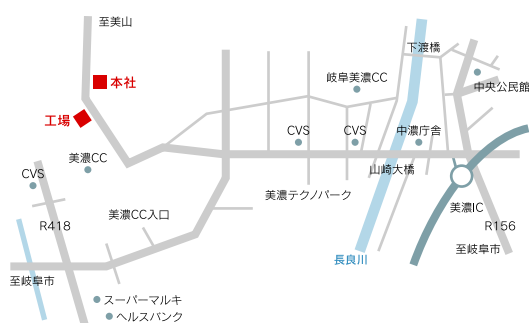 至美山
本社
工場
下渡橋
岐阜美濃CC
中央公民館
CVS
CVS
中濃庁舎
美濃CC
CVS
山崎大橋
美濃テクノパーク
美濃IC
美濃CC入口
R418
R156
至岐阜市
長良川
至岐阜市
スーパーマルキ
ヘルスバンク